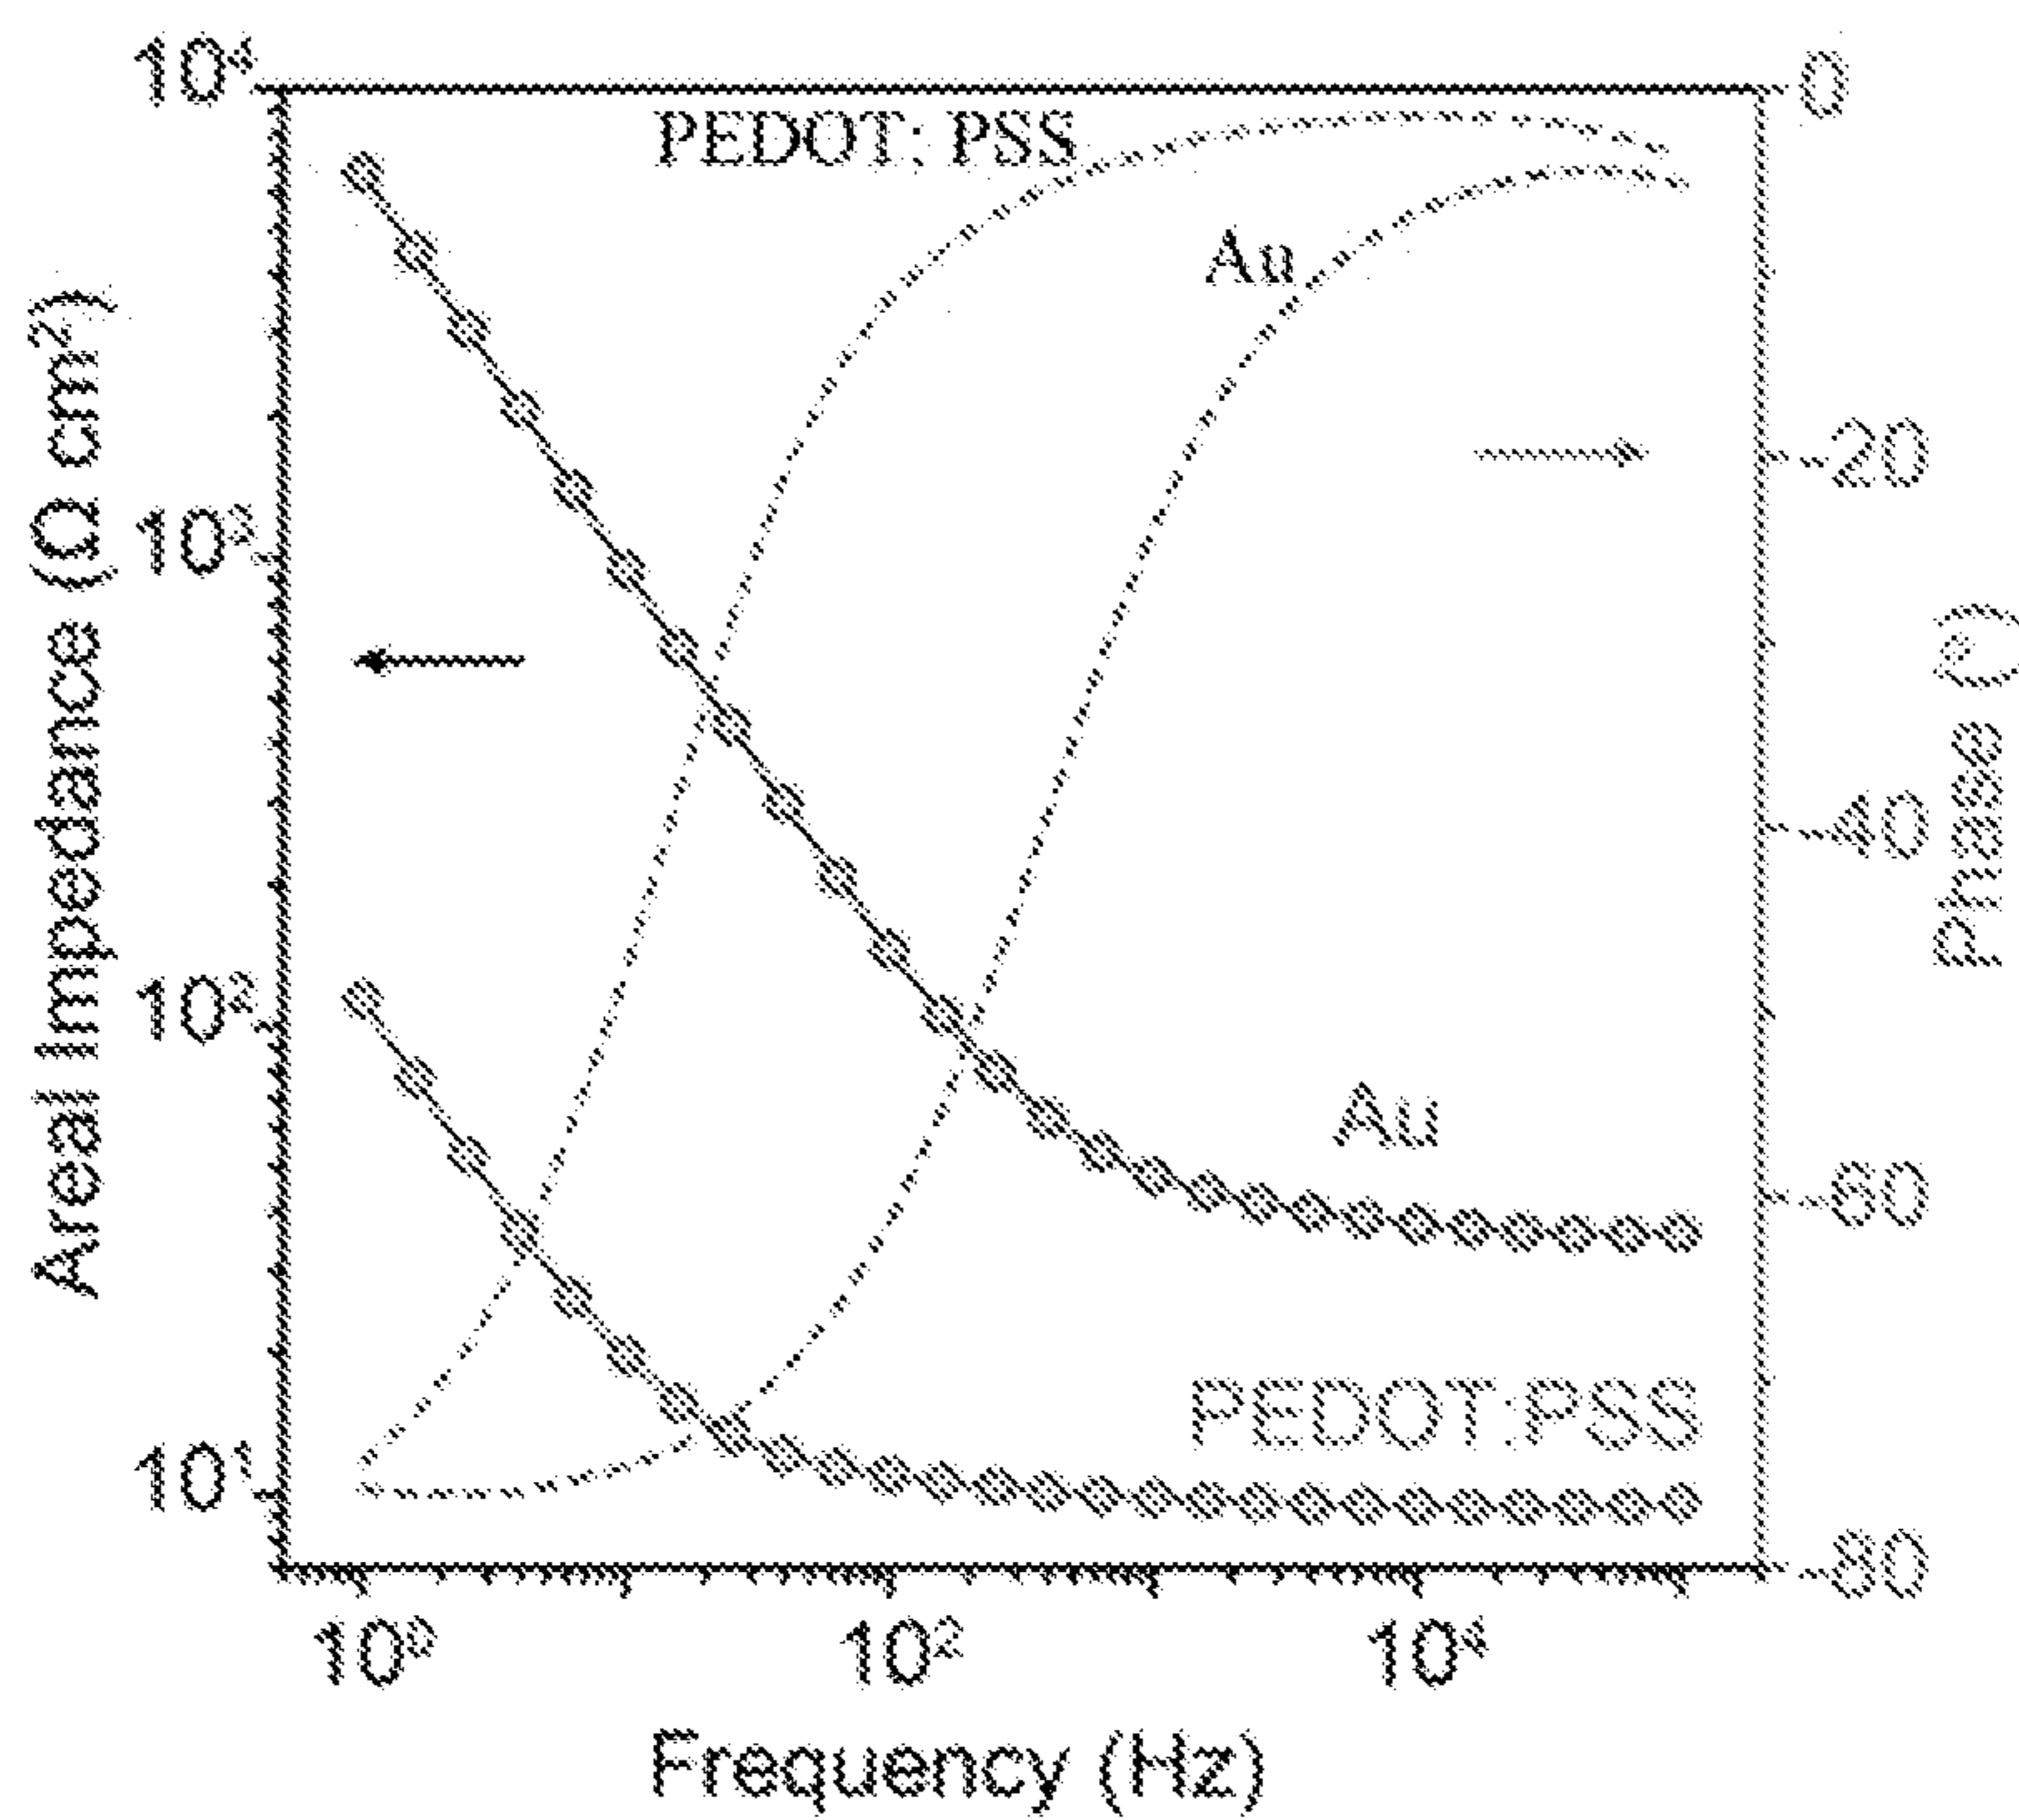 10⁴
0
PEDOT: PSS
Au
-20
10³
Areal Impedance (Ω cm²)
Phase (°)
-40
10²
Au
-60
PEDOT:PSS
10¹
-80
10⁰ 10² 10⁴
Frequency (Hz)